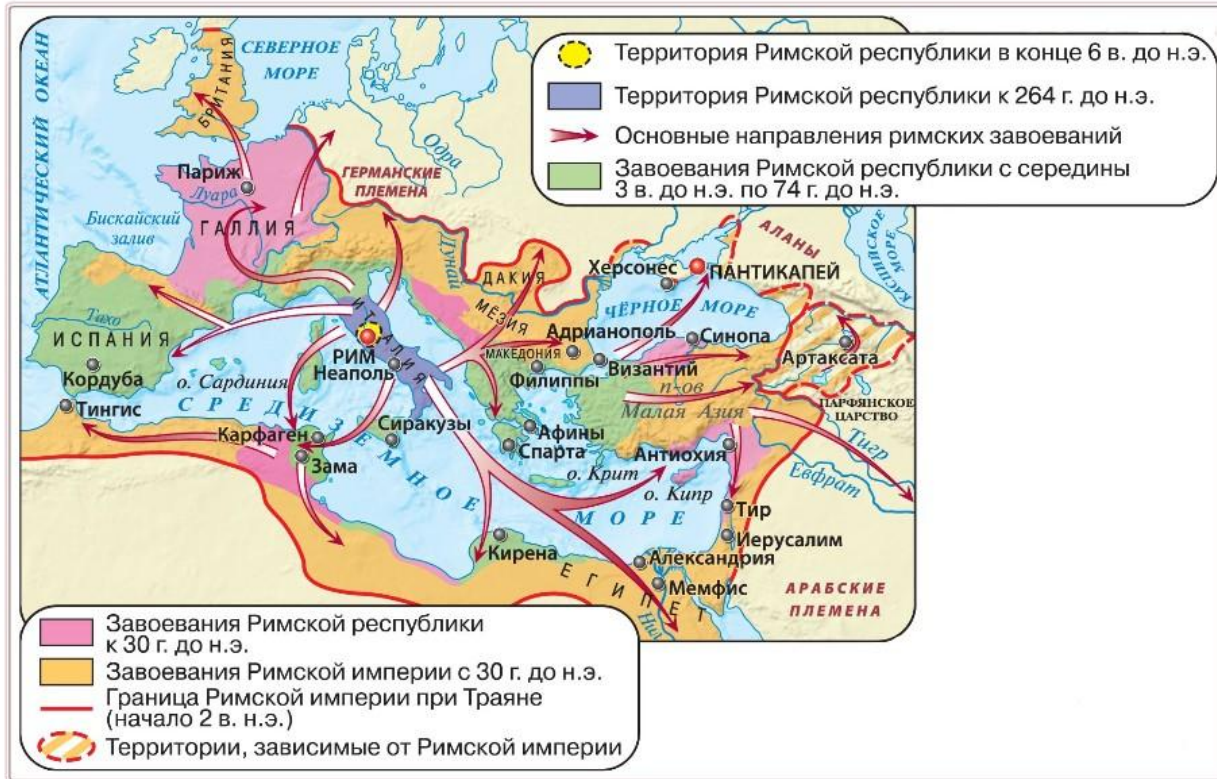 Территория Римской республики в конце 6 в. до н.э.
Территория Римской республики к 264 г. до н.э.
Основные направления римских завоеваний
Завоевания Римской республики с середины
3 в. до н.э. по 74 г. до н.э.
АТЛАНТИЧЕСКИЙ ОКЕАН
СЕВЕРНОЕ
МОРЕ
БРИТАНИЯ
Одра
ГЕРМАНСКИЕ
ПЛЕМЕНА
Париж
Луара
Бискайский
залив
ГАЛЛИЯ
Дунай
ДАКИЯ
МЁЗИЯ
АЛАНЫ
КАСПИЙСКОЕ
МОРЕ
Херсонес
ПАНТИКАПЕЙ
ЧЁРНОЕ МОРЕ
Адрианополь
Синопа
Артаксата
Тахо
ИСПАНИЯ
Кордуба
ИТАЛИЯ
РИМ
Неаполь
МАКЕДОНИЯ
Филиппы
Византий
п-ов
Малая Азия
ПАРФЯНСКОЕ
ЦАРСТВО
о. Сардиния
Тингис
СРЕДИЗЕМНОЕ МОРЕ
Карфаген
Сиракузы
Зама
Афины
Спарта
о. Крит
Антиохия
о. Кипр
Тигр
Евфрат
Тир
Иерусалим
Кирена
Александрия
Мемфис
ЕГИПЕТ
Нил
АРАБСКИЕ
ПЛЕМЕНА
Завоевания Римской республики
к 30 г. до н.э.
Завоевания Римской империи с 30 г. до н.э.
Граница Римской империи при Траяне
(начало 2 в. н.э.)
Территории, зависимые от Римской империи